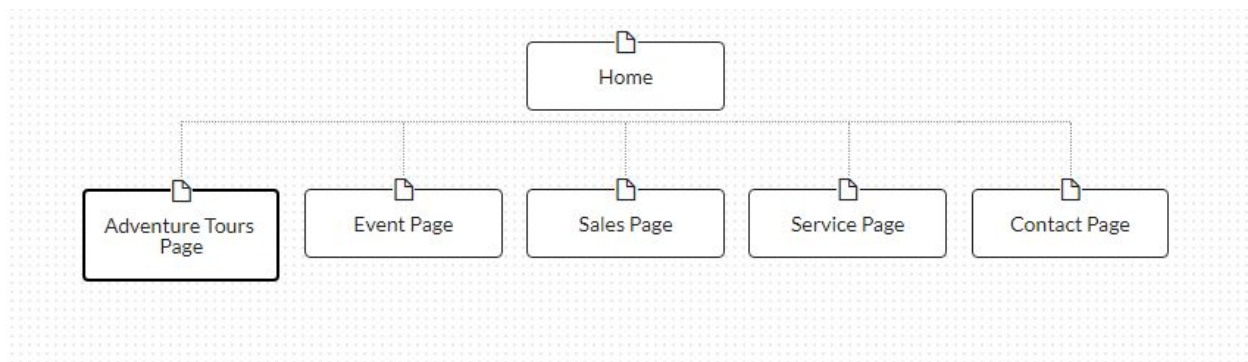 Home
Adventure Tours
Page
Event Page
Sales Page
Service Page
Contact Page